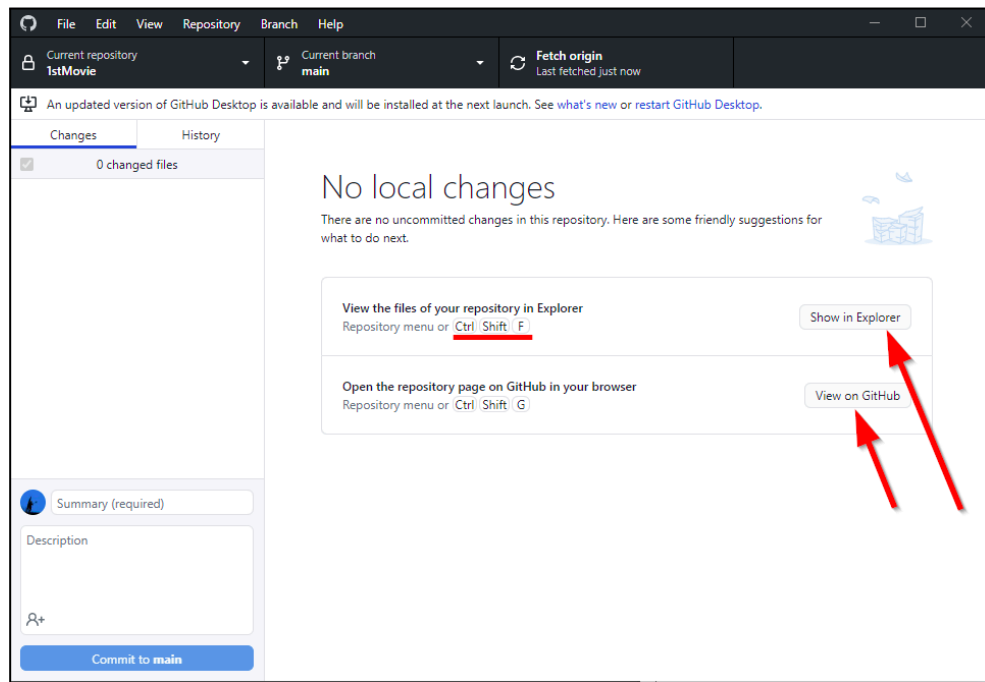 File Edit View Repository Branch Help
Current repository
1stMovie
Current branch
main
Fetch origin
Last fetched just now
An updated version of GitHub Desktop is available and will be installed at the next launch. See what's new or restart GitHub Desktop.
Changes History
0 changed files
No local changes
There are no uncommitted changes in this repository. Here are some friendly suggestions for
what to do next.
View the files of your repository in Explorer
Repository menu or Ctrl Shift F
Show in Explorer
Open the repository page on GitHub in your browser
Repository menu or Ctrl Shift G
View on GitHub
Summary (required)
Description
Commit to main